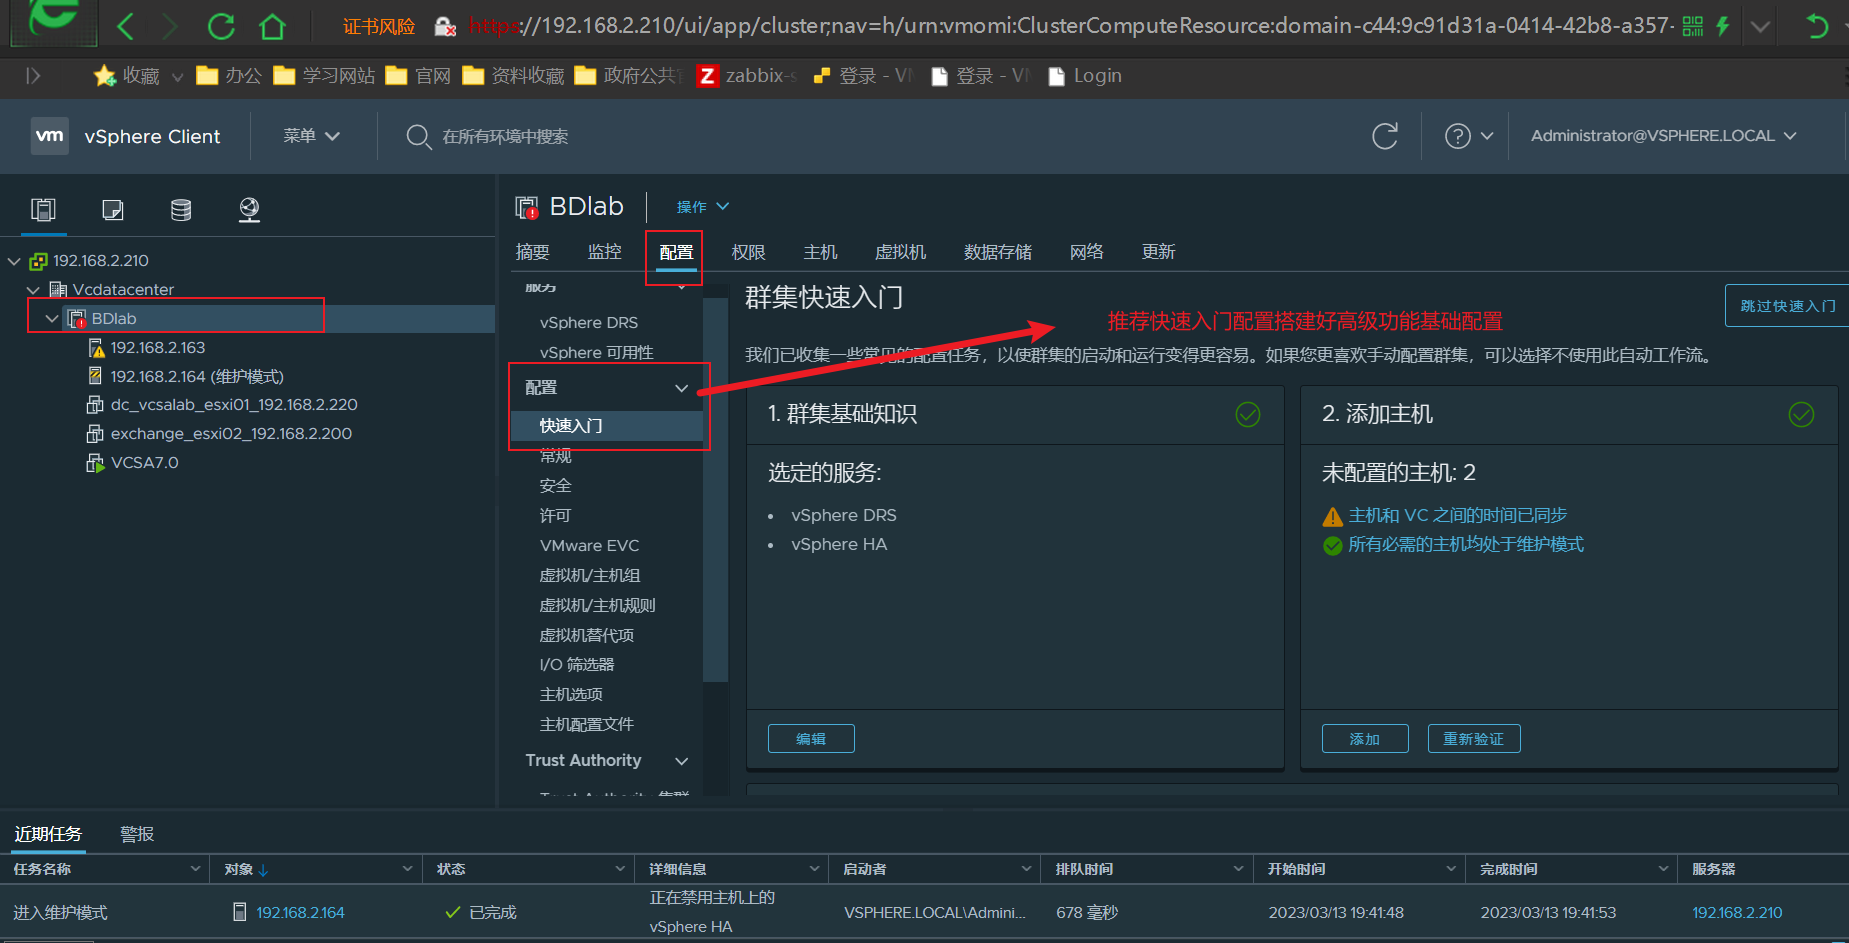 证书风险 https://192.168.2.210/ui/app/cluster;nav=h/urn:vmomi:ClusterComputeResource:domain-c44:9c91d31a-0414-42b8-a357-
收藏 办公 学习网站 官网 资料收藏 政府公共 Z zabbix-s 登录 - VM 登录 - VM Login
vm vSphere Client 菜单 在所有环境中搜索 ? Administrator@VSPHERE.LOCAL
BDlab 操作
摘要 监控 配置 权限 主机 虚拟机 数据存储 网络 更新
192.168.2.210
Vcdatacenter
BDlab
192.168.2.163
192.168.2.164 (维护模式)
dc_vcsalab_esxi01_192.168.2.220
exchange_esxi02_192.168.2.200
VCSA7.0
服务
vSphere DRS
vSphere 可用性
配置
快速入门
常规
安全
许可
VMware EVC
虚拟机/主机组
虚拟机/主机规则
虚拟机替代项
I/O 筛选器
主机选项
主机配置文件
Trust Authority
Trust Authority 集群
群集快速入门
跳过快速入门
推荐快速入门配置搭建好高级功能基础配置
我们已收集一些常见的配置任务，以使群集的启动和运行变得更容易。如果您更喜欢手动配置群集，可以选择不使用此自动工作流。
1. 群集基础知识
选定的服务:
• vSphere DRS
• vSphere HA
编辑
2. 添加主机
未配置的主机: 2
主机和 VC 之间的时间已同步
所有必需的主机均处于维护模式
添加 重新验证
近期任务 警报
任务名称 对象 状态 详细信息 启动者 排队时间 开始时间 完成时间 服务器
进入维护模式 192.168.2.164 已完成 正在禁用主机上的 VSPHERE.LOCAL\Admini... 678 毫秒 2023/03/13 19:41:48 2023/03/13 19:41:53 192.168.2.210
vSphere HA